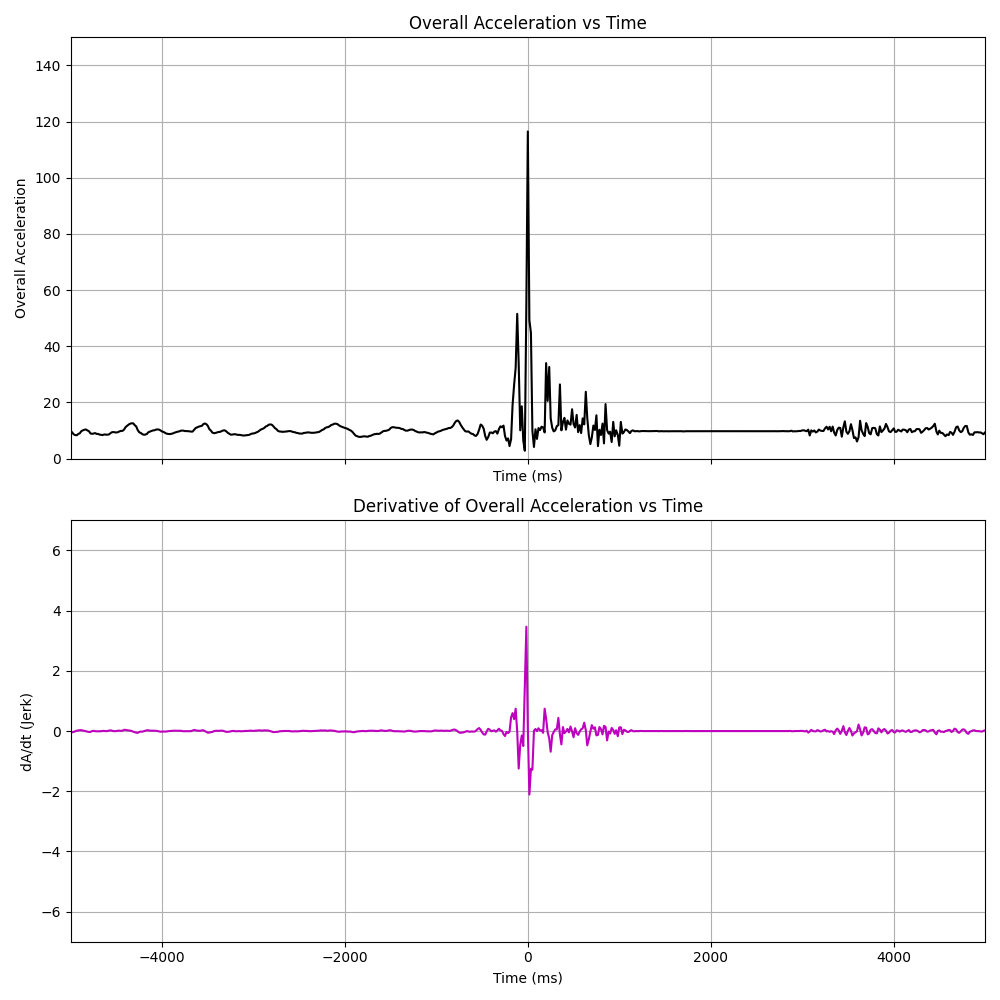 Overall Acceleration vs Time
140
120
100
80
60
40
20
0
Overall Acceleration
Time (ms)
Derivative of Overall Acceleration vs Time
6
4
2
0
−2
−4
−6
dA/dt (Jerk)
−4000 −2000 0 2000 4000
Time (ms)